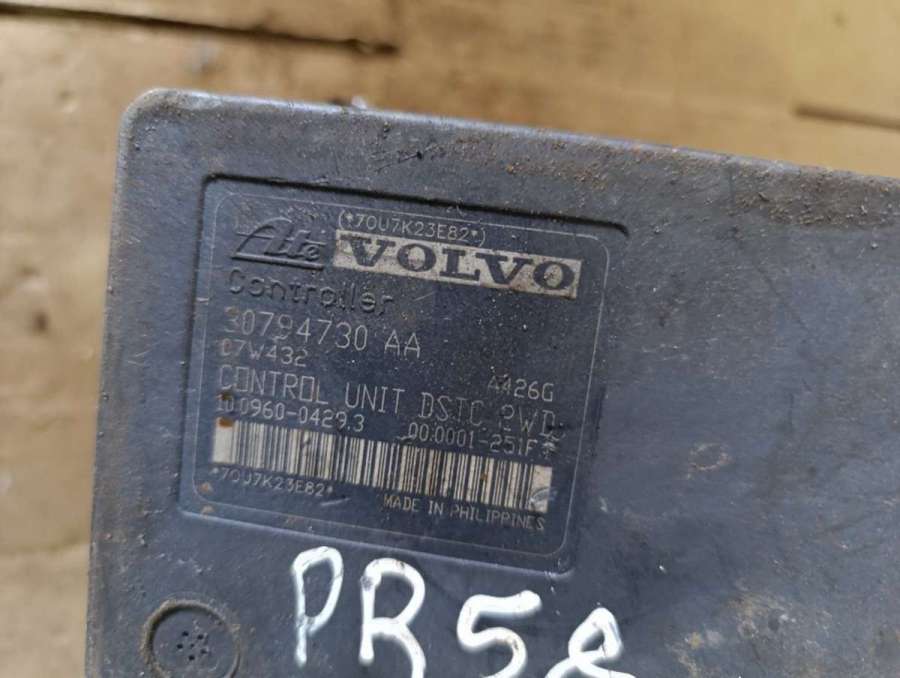 (*70U7K23E82*)
Ate VOLVO
Controller
30794730 AA
07W432 A426G
CONTROL UNIT DSTC 2WD
10.0960-0429.3 00.0001-251F
*70U7K23E82*
MADE IN PHILIPPINES
PR58